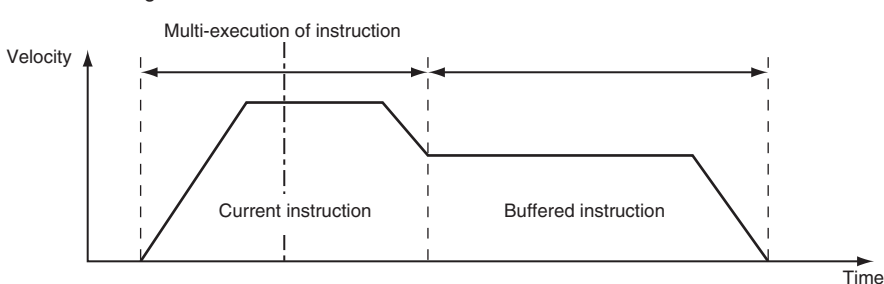 Multi-execution of instruction
Velocity
Current instruction
Buffered instruction
Time